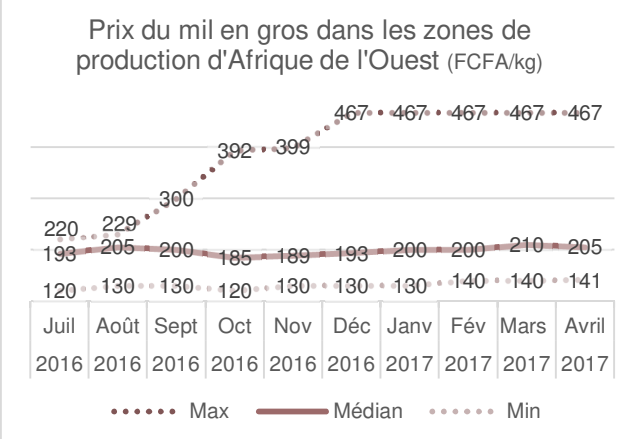 Prix du mil en gros dans les zones de
production d'Afrique de l'Ouest (FCFA/kg)
467 467 467 467 467
392 399
300
220 229
193 205 200 185 189 193 200 200 210 205
120 130 130 120 130 130 130 140 140 141
Juil Août Sept Oct Nov Déc Janv Fév Mars Avril
2016 2016 2016 2016 2016 2016 2017 2017 2017 2017
Max Médian Min